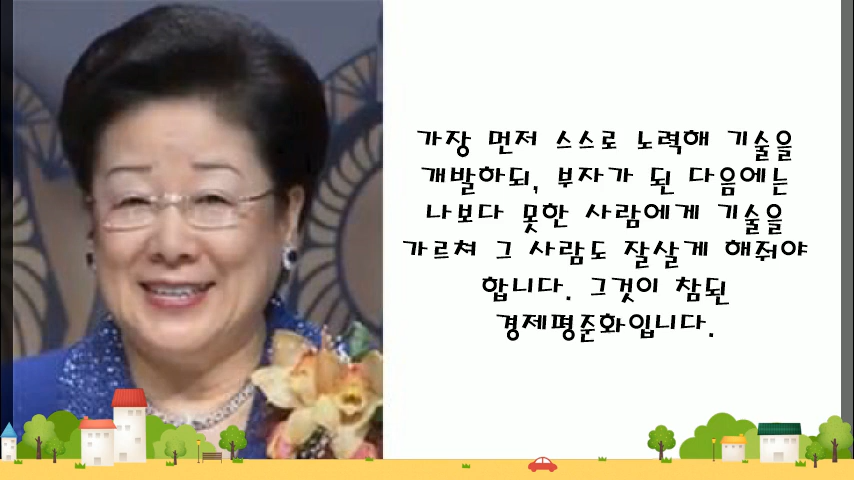 가장 먼저 스스로 노력해 기술을
개발하되, 부자가 된 다음에는
나보다 못한 사람에게 기술을
가르쳐 그 사람도 잘살게 해줘야
합니다. 그것이 참된
경제평준화입니다.